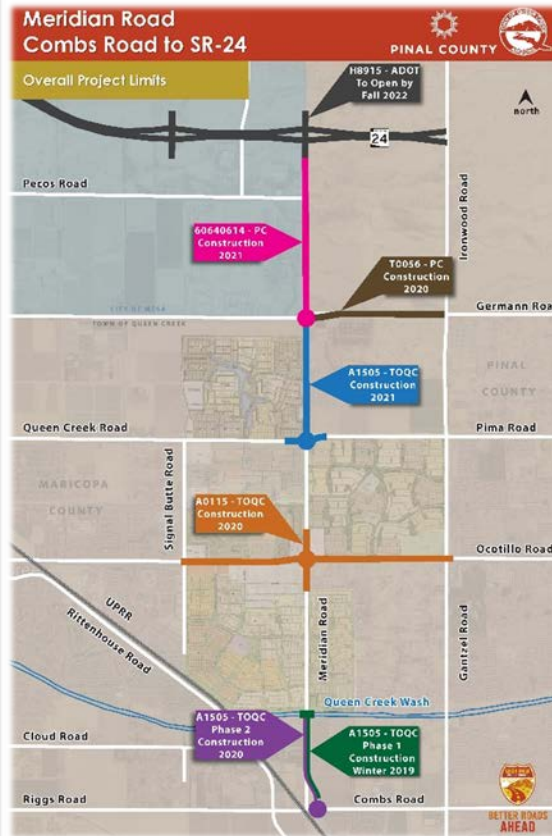 Meridian Road
Combs Road to SR-24
PINAL COUNTY
Overall Project Limits
H8915 - ADOT
To Open by
Fall 2022
north
24
Pecos Road
Ironwood Road
60640614 - PC
Construction
2021
T0056 - PC
Construction
2020
CITY OF MESA
TOWN OF QUEEN CREEK
Germann Road
A1505 - TOQC
Construction
2021
PINAL
COUNTY
Queen Creek Road
Pima Road
Signal Butte Road
MARICOPA
COUNTY
A0115 - TOQC
Construction
2020
Ocotillo Road
UPRR
Rittenhouse Road
Meridian Road
Gantzel Road
Queen Creek Wash
A1505 - TOQC
Phase 2
Construction
2020
A1505 - TOQC
Phase 1
Construction
Winter 2019
Cloud Road
Riggs Road
Combs Road
BETTER ROADS
AHEAD